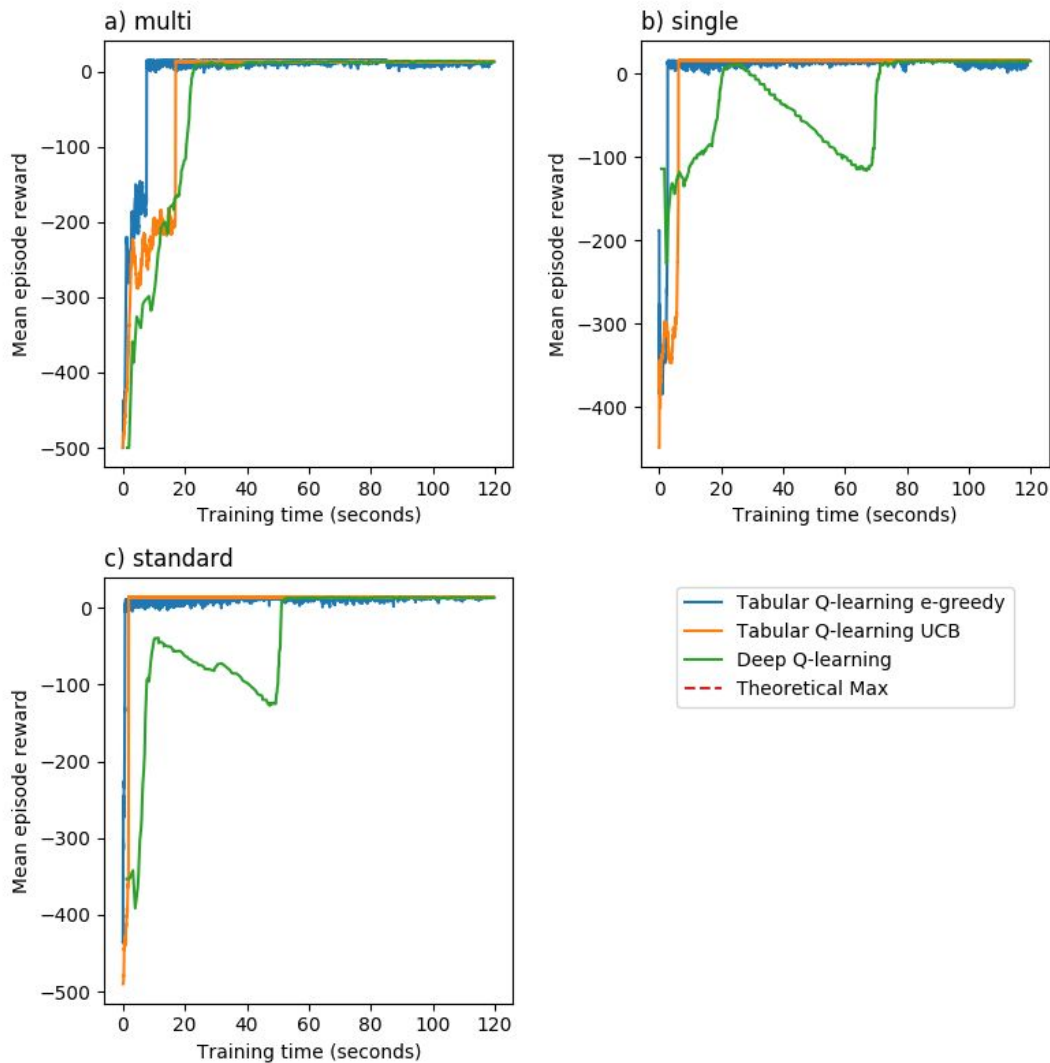 a) multi
0
−100
−200
−300
−400
−500
Mean episode reward
0 20 40 60 80 100 120
Training time (seconds)
b) single
0
−100
−200
−300
−400
Mean episode reward
0 20 40 60 80 100 120
Training time (seconds)
c) standard
0
−100
−200
−300
−400
−500
Mean episode reward
0 20 40 60 80 100 120
Training time (seconds)
Tabular Q-learning e-greedy
Tabular Q-learning UCB
Deep Q-learning
Theoretical Max